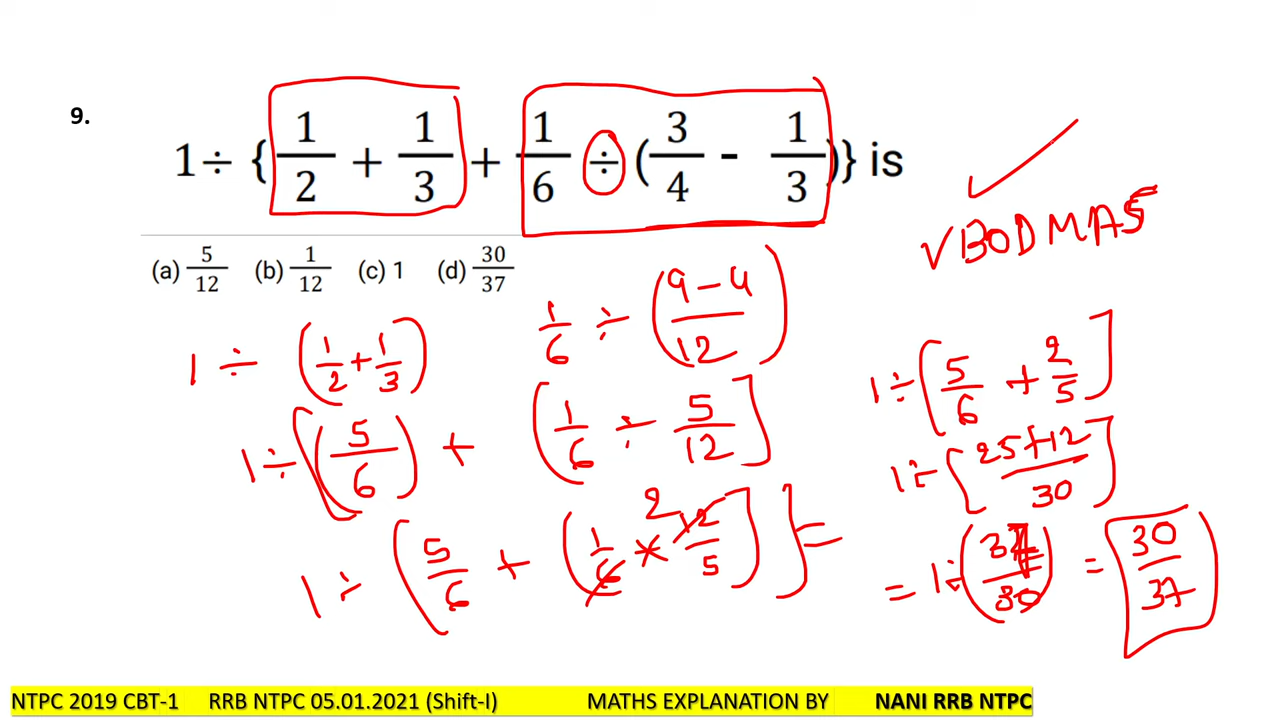 9.
1 ÷ { 1/2 + 1/3 + 1/6 ÷ ( 3/4 - 1/3 ) } is
(a) 5/12 (b) 1/12 (c) 1 (d) 30/37
√BODMAS
1 ÷ ( 1/2 + 1/3 )
1/6 ÷ ( 9 - 4 / 12 )
1 ÷ [ ( 5/6 ) + ( 1/6 ÷ 5/12 ]
1 ÷ ( 5/6 + ( 1/6 * 12/5 ] } =
2
1 ÷ [ 5/6 + 2/5 ]
1 ÷ [ 25+12 / 30 ]
= 1 ÷ ( 37/30 ) = 30/37
NTPC 2019 CBT-1 RRB NTPC 05.01.2021 (Shift-I) MATHS EXPLANATION BY NANI RRB NTPC